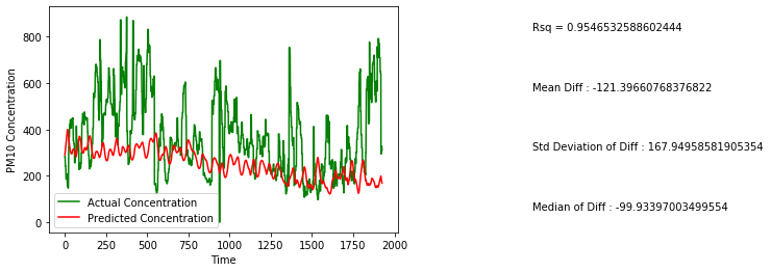 800
600
400
200
0
PM10 Concentration
Actual Concentration
Predicted Concentration
0 250 500 750 1000 1250 1500 1750 2000
Time
Rsq = 0.9546532588602444
Mean Diff : -121.39660768376822
Std Deviation of Diff : 167.94958581905354
Median of Diff : -99.93397003499554